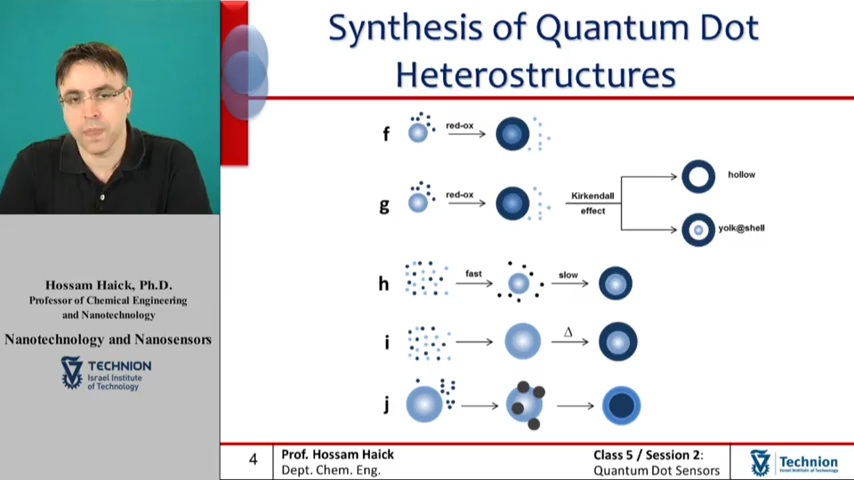 Synthesis of Quantum Dot
Heterostructures
f
red-ox
g
red-ox
Kirkendall
effect
hollow
yolk@shell
h
fast
slow
i
Δ
j
Hossam Haick, Ph.D.
Professor of Chemical Engineering
and Nanotechnology
Nanotechnology and Nanosensors
TECHNION
Israel Institute
of Technology
4
Prof. Hossam Haick
Dept. Chem. Eng.
Class 5 / Session 2:
Quantum Dot Sensors
Technion
Israel Institute of Technology